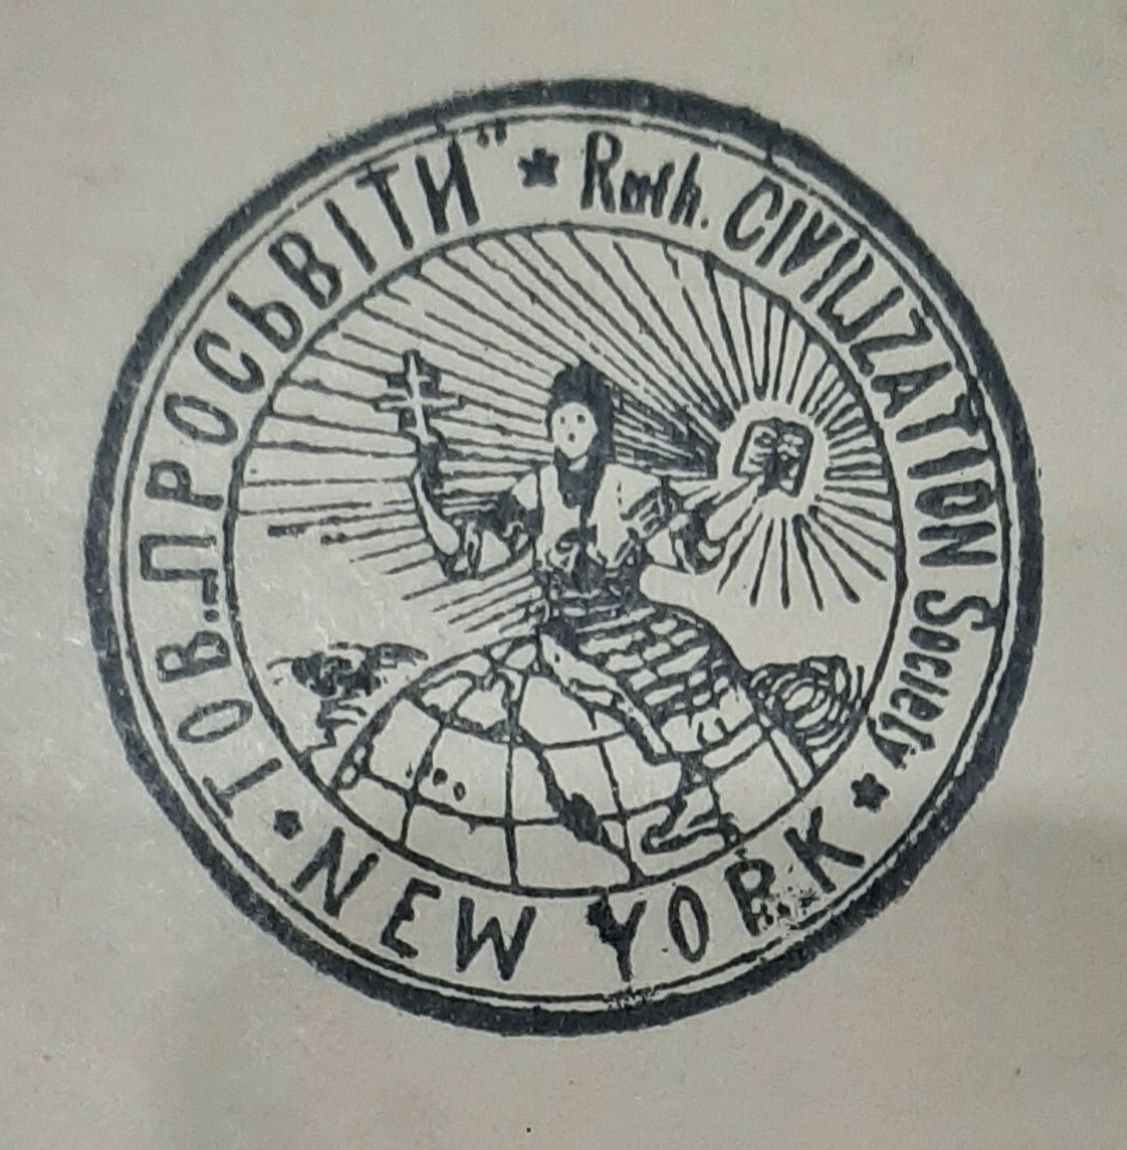 Тов. „ПРОСЬВІТИ” ★ Ruth. CIVILIZATION Society ★
NEW YORK ★